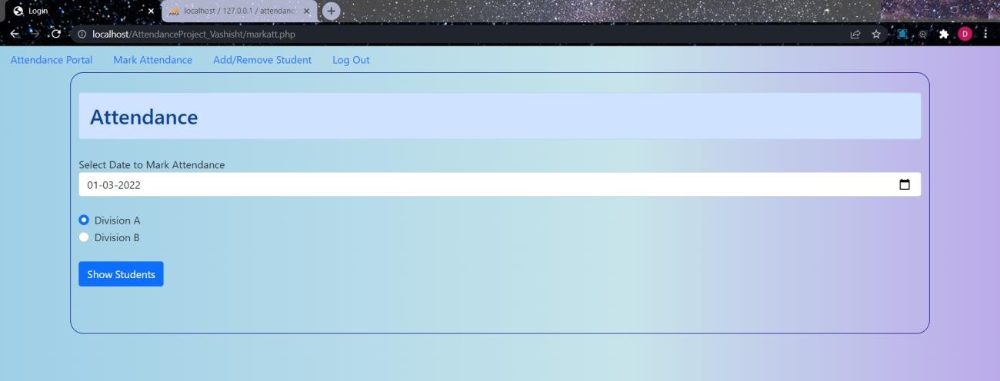 Login
localhost / 127.0.0.1 / attendanc
localhost/AttendanceProject_Vashisht/markatt.php
D
Attendance Portal Mark Attendance Add/Remove Student Log Out
Attendance
Select Date to Mark Attendance
01-03-2022
Division A
Division B
Show Students